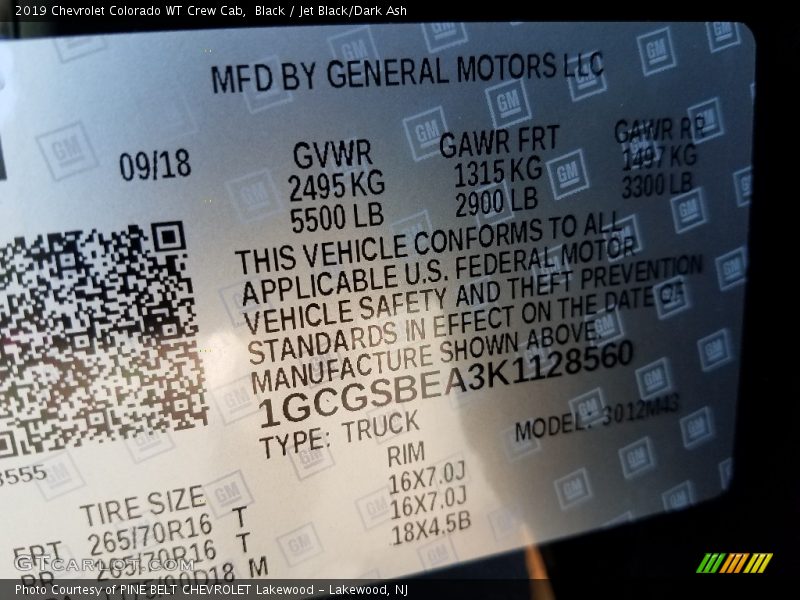 2019 Chevrolet Colorado WT Crew Cab, Black / Jet Black/Dark Ash
MFD BY GENERAL MOTORS LLC
09/18
GVWR GAWR FRT GAWR RR
2495 KG 1315 KG 1497 KG
5500 LB 2900 LB 3300 LB
THIS VEHICLE CONFORMS TO ALL
APPLICABLE U.S. FEDERAL MOTOR
VEHICLE SAFETY AND THEFT PREVENTION
STANDARDS IN EFFECT ON THE DATE OF
MANUFACTURE SHOWN ABOVE.
1GCGSBEA3K1128560
TYPE: TRUCK MODEL: 3012M43
3555
TIRE SIZE RIM
FRT 265/70R16 T 16X7.0J
RR 265/70R16 T 16X7.0J
M 18X4.5B
GTcarlot.com
Photo Courtesy of PINE BELT CHEVROLET Lakewood - Lakewood, NJ